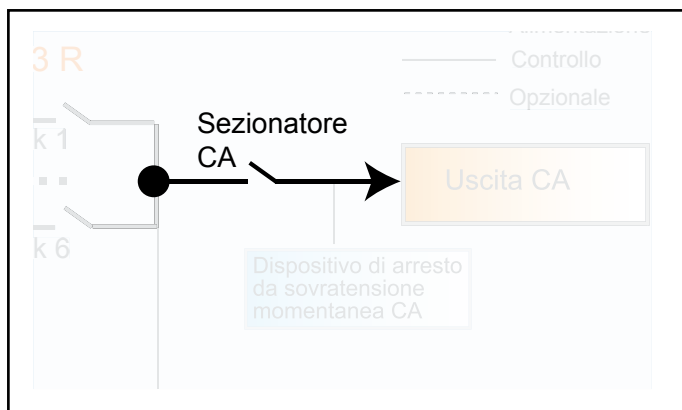 3 R
Controllo
Opzionale
Sezionatore
CA
k 1
k 6
Uscita CA
Dispositivo di arresto
da sovratensione
momentanea CA